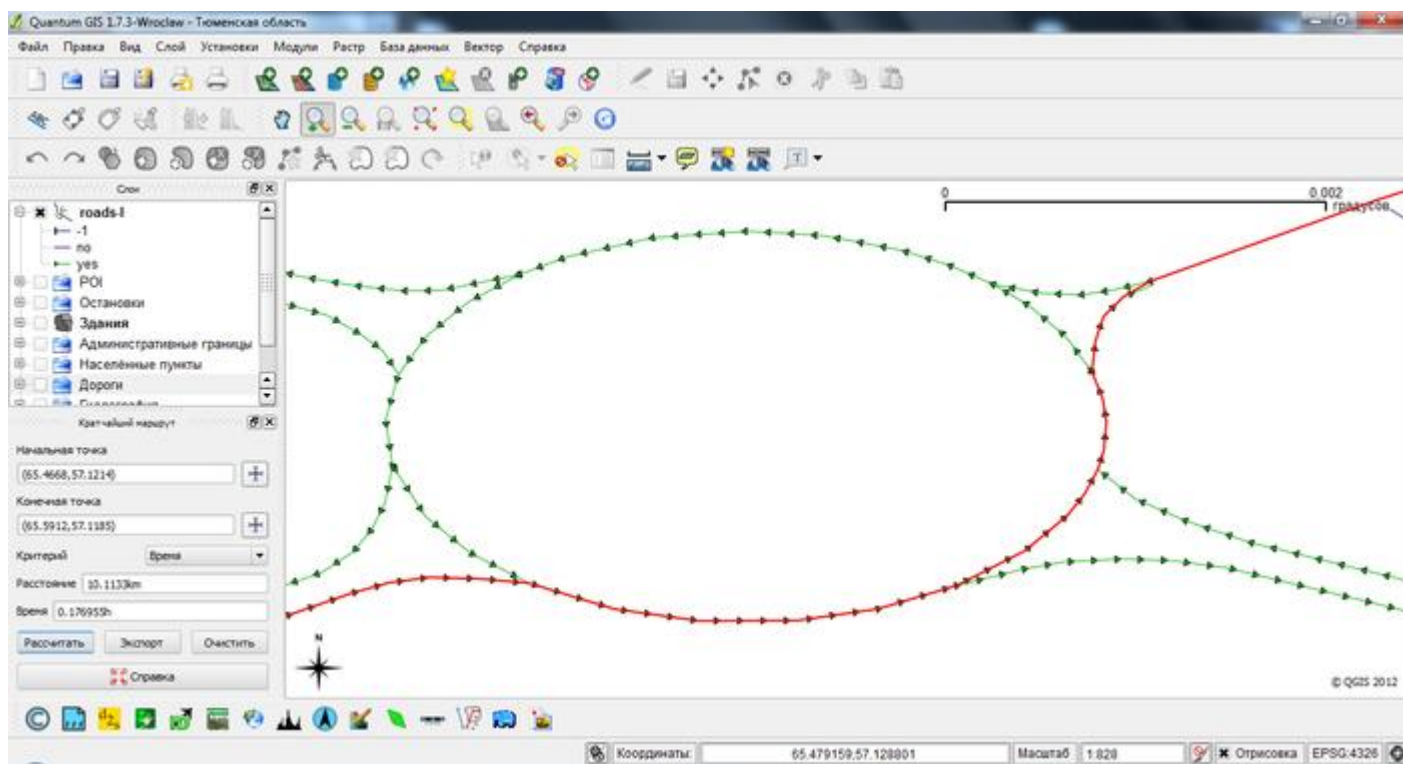 Quantum GIS 1.7.3-Wroclaw - Тюменская область
Файл Правка Вид Слой Установки Модули Растр База данных Вектор Справка
Слои
roads-l
-1
no
yes
POI
Остановки
Здания
Административные границы
Населённые пункты
Дороги
Кратчайший маршрут
Начальная точка
(65.4668,57.1214)
Конечная точка
(65.5912,57.1185)
Критерий Время
Расстояние 10.1133km
Время 0.176955h
Рассчитать Экспорт Очистить
Справка
0 0.002
градусов
N
© QGIS 2012
Координаты: 65.479159,57.128801 Масштаб 1:828 Отрисовка EPSG:4326